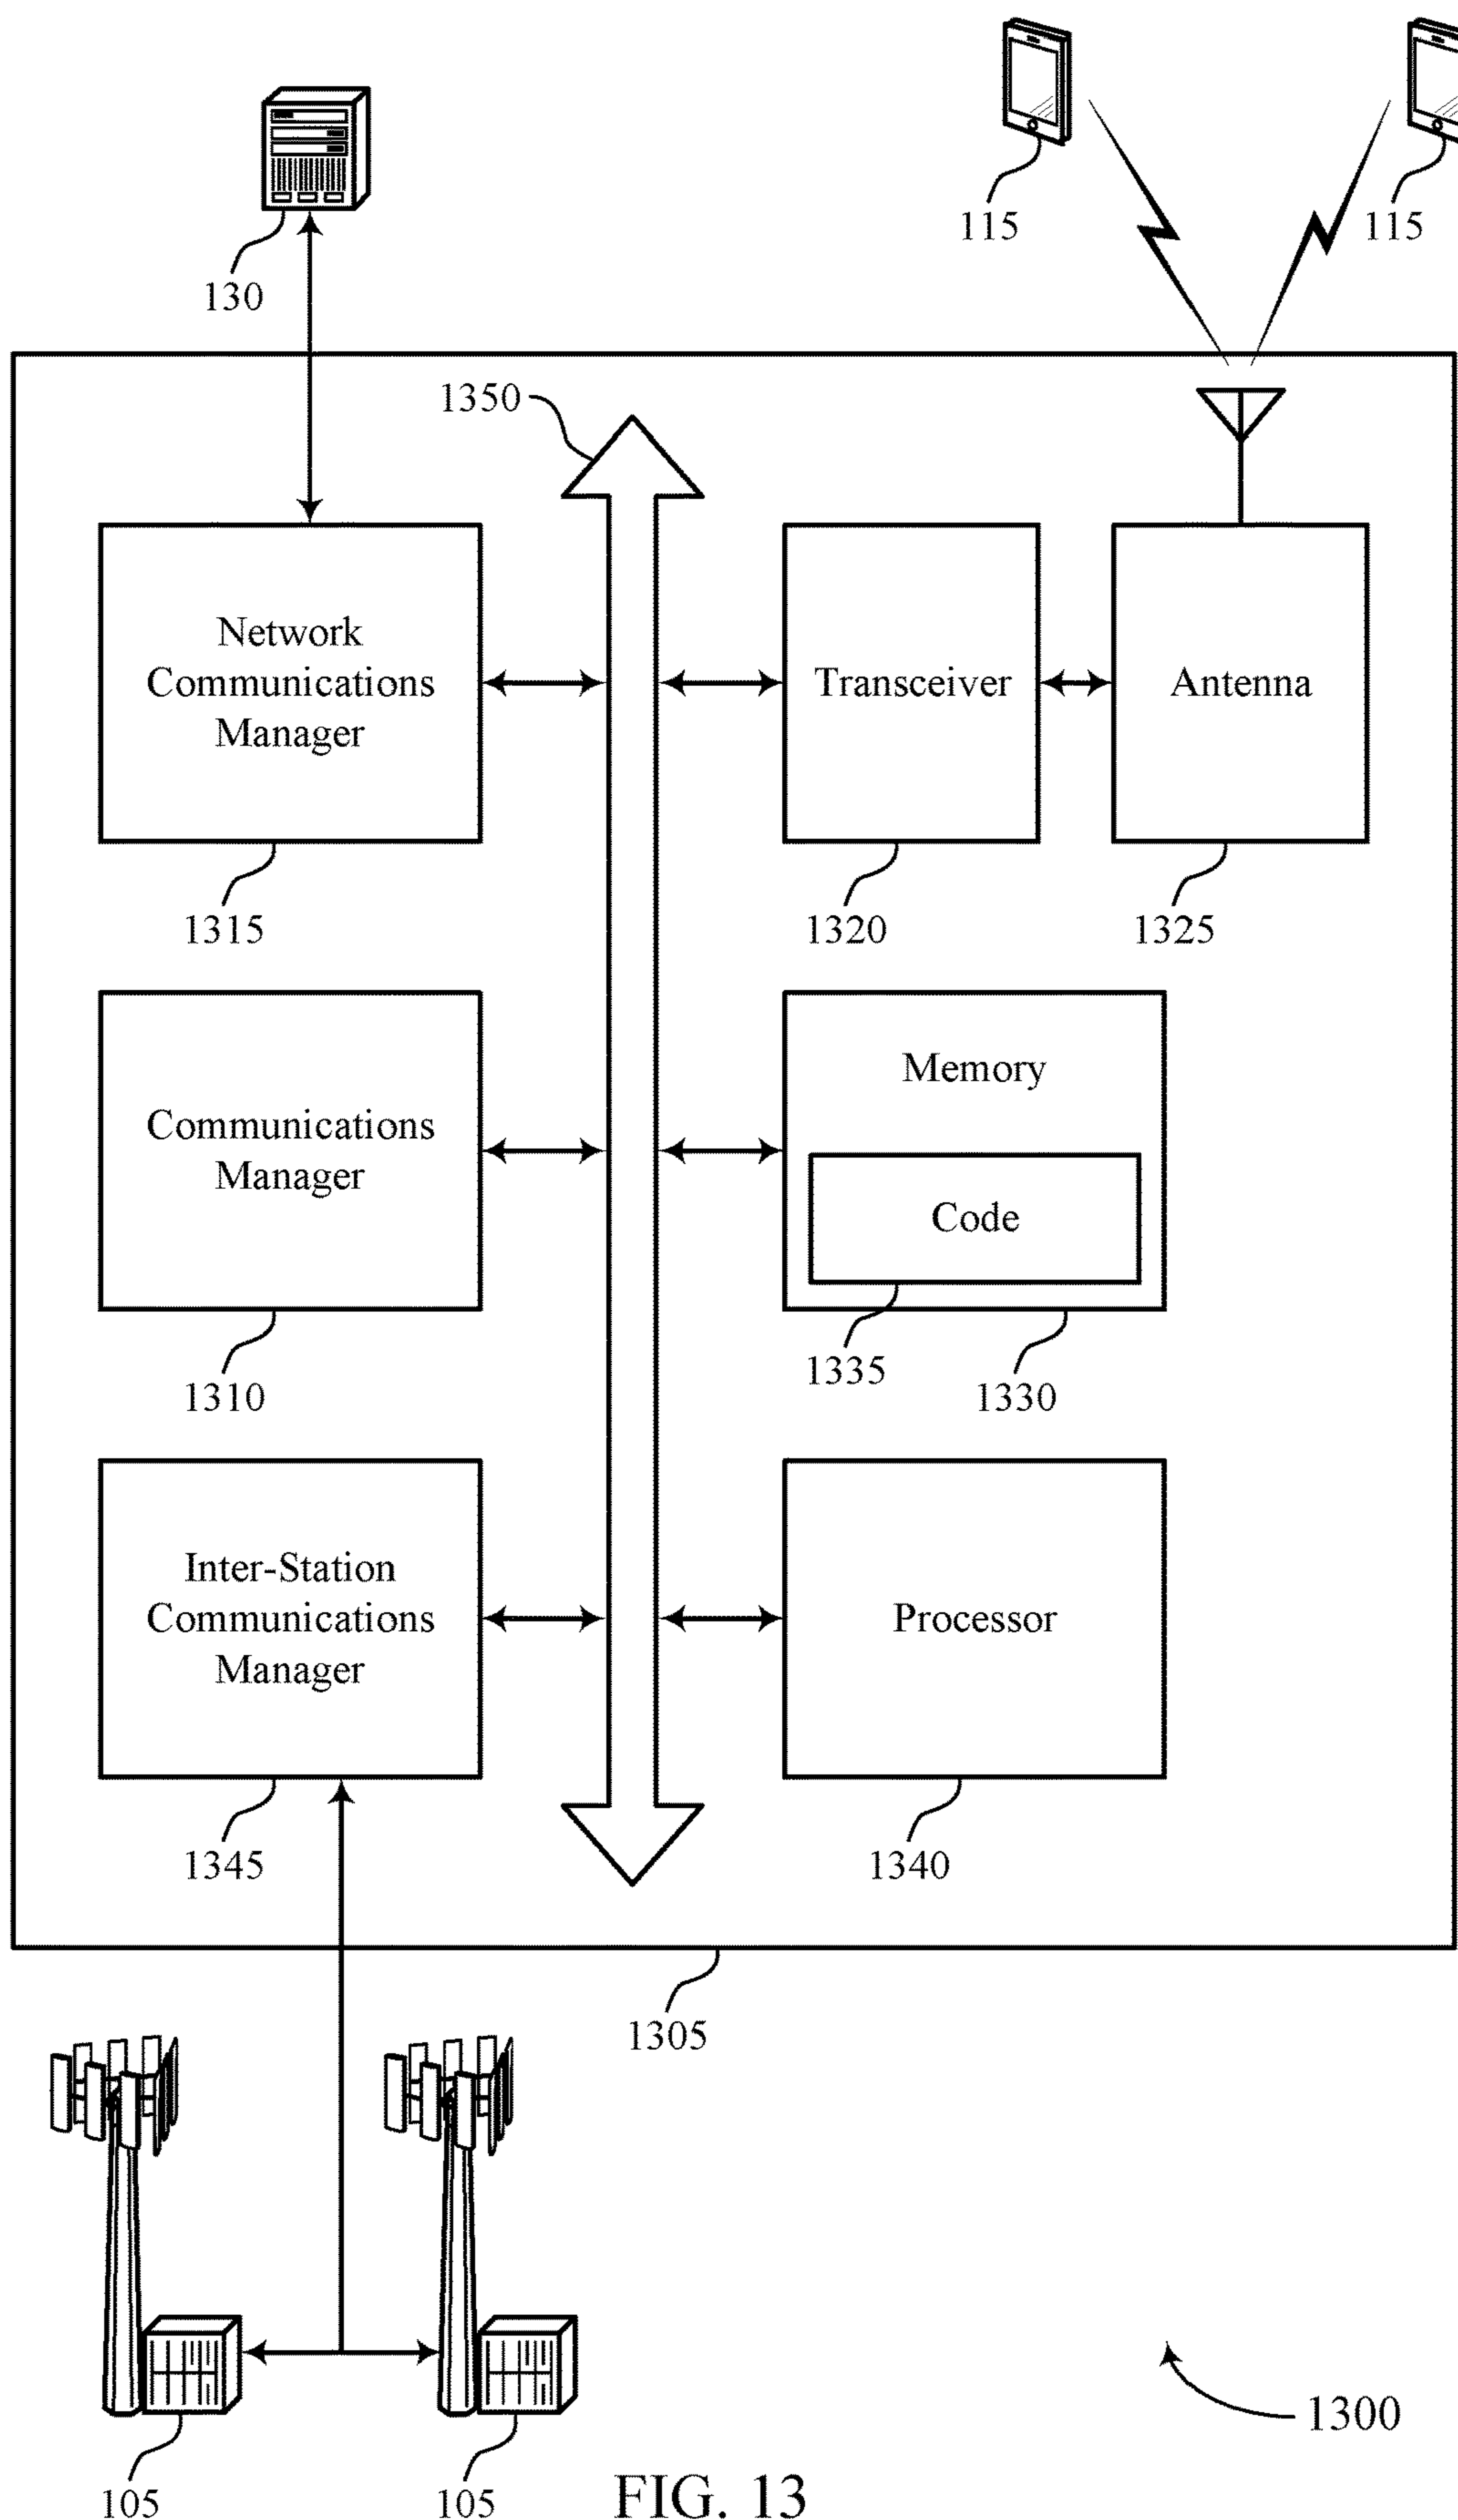 115
115
130
1350
Network
Communications
Manager
Transceiver
Antenna
1315
1320
1325
Communications
Manager
Memory
Code
1310
1335
1330
Inter-Station
Communications
Manager
Processor
1345
1340
1305
1300
105
105
FIG. 13